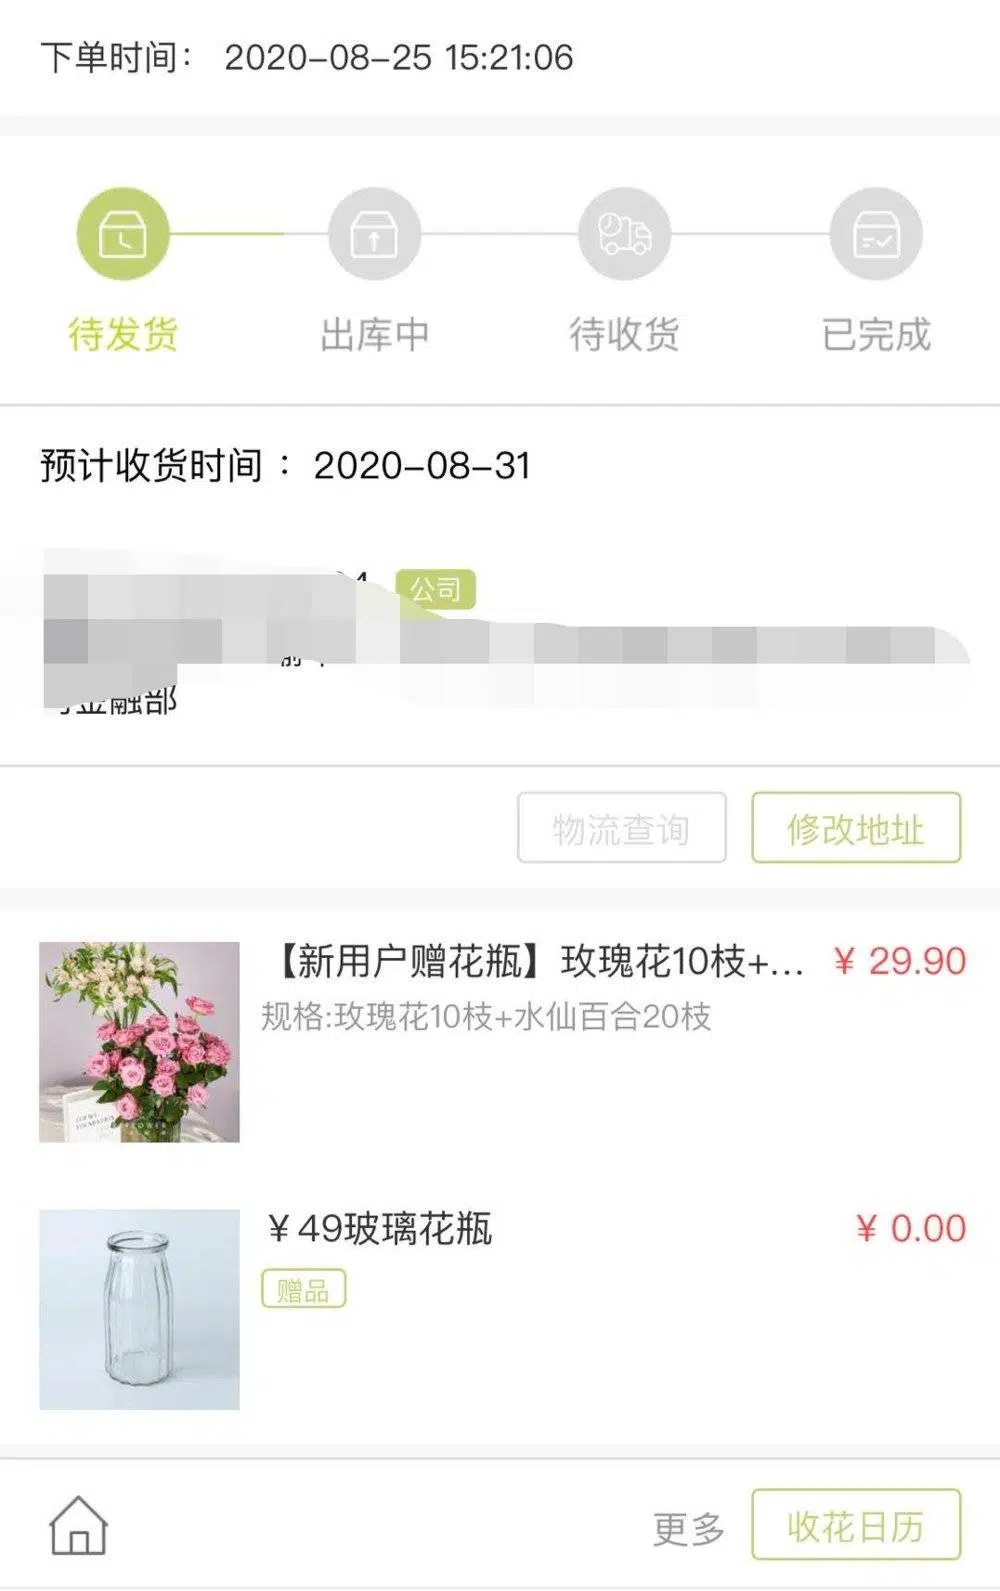 下单时间： 2020-08-25 15:21:06
待发货 出库中 待收货 已完成
预计收货时间： 2020-08-31
公司
金融部
物流查询 修改地址
【新用户赠花瓶】玫瑰花10枝+... ¥ 29.90
规格:玫瑰花10枝+水仙百合20枝
¥49玻璃花瓶 ¥ 0.00
赠品
更多 收花日历